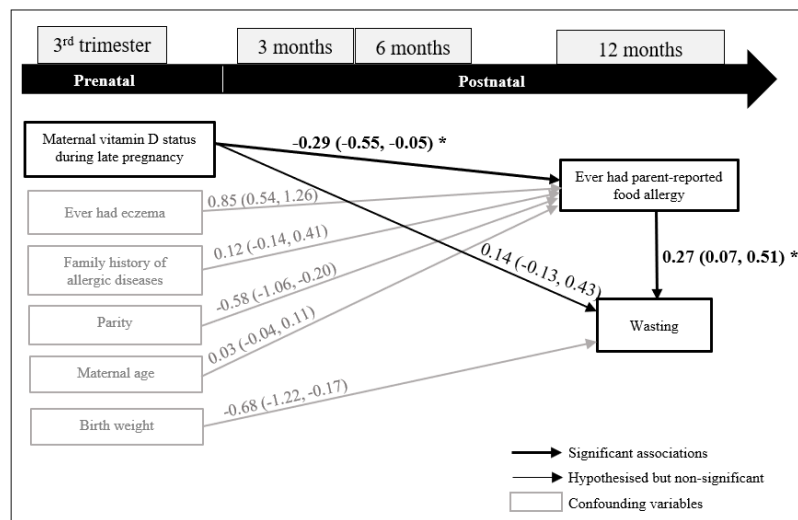 3rd trimester
3 months
6 months
12 months
Prenatal
Postnatal
Maternal vitamin D status
during late pregnancy
-0.29 (-0.55, -0.05) *
Ever had parent-reported
food allergy
Ever had eczema
0.85 (0.54, 1.26)
Family history of
allergic diseases
0.12 (-0.14, 0.41)
0.14 (-0.13, 0.43)
0.27 (0.07, 0.51) *
Parity
-0.58 (-1.06, -0.20)
Wasting
Maternal age
0.03 (-0.04, 0.11)
Birth weight
-0.68 (-1.22, -0.17)
Significant associations
Hypothesised but non-significant
Confounding variables